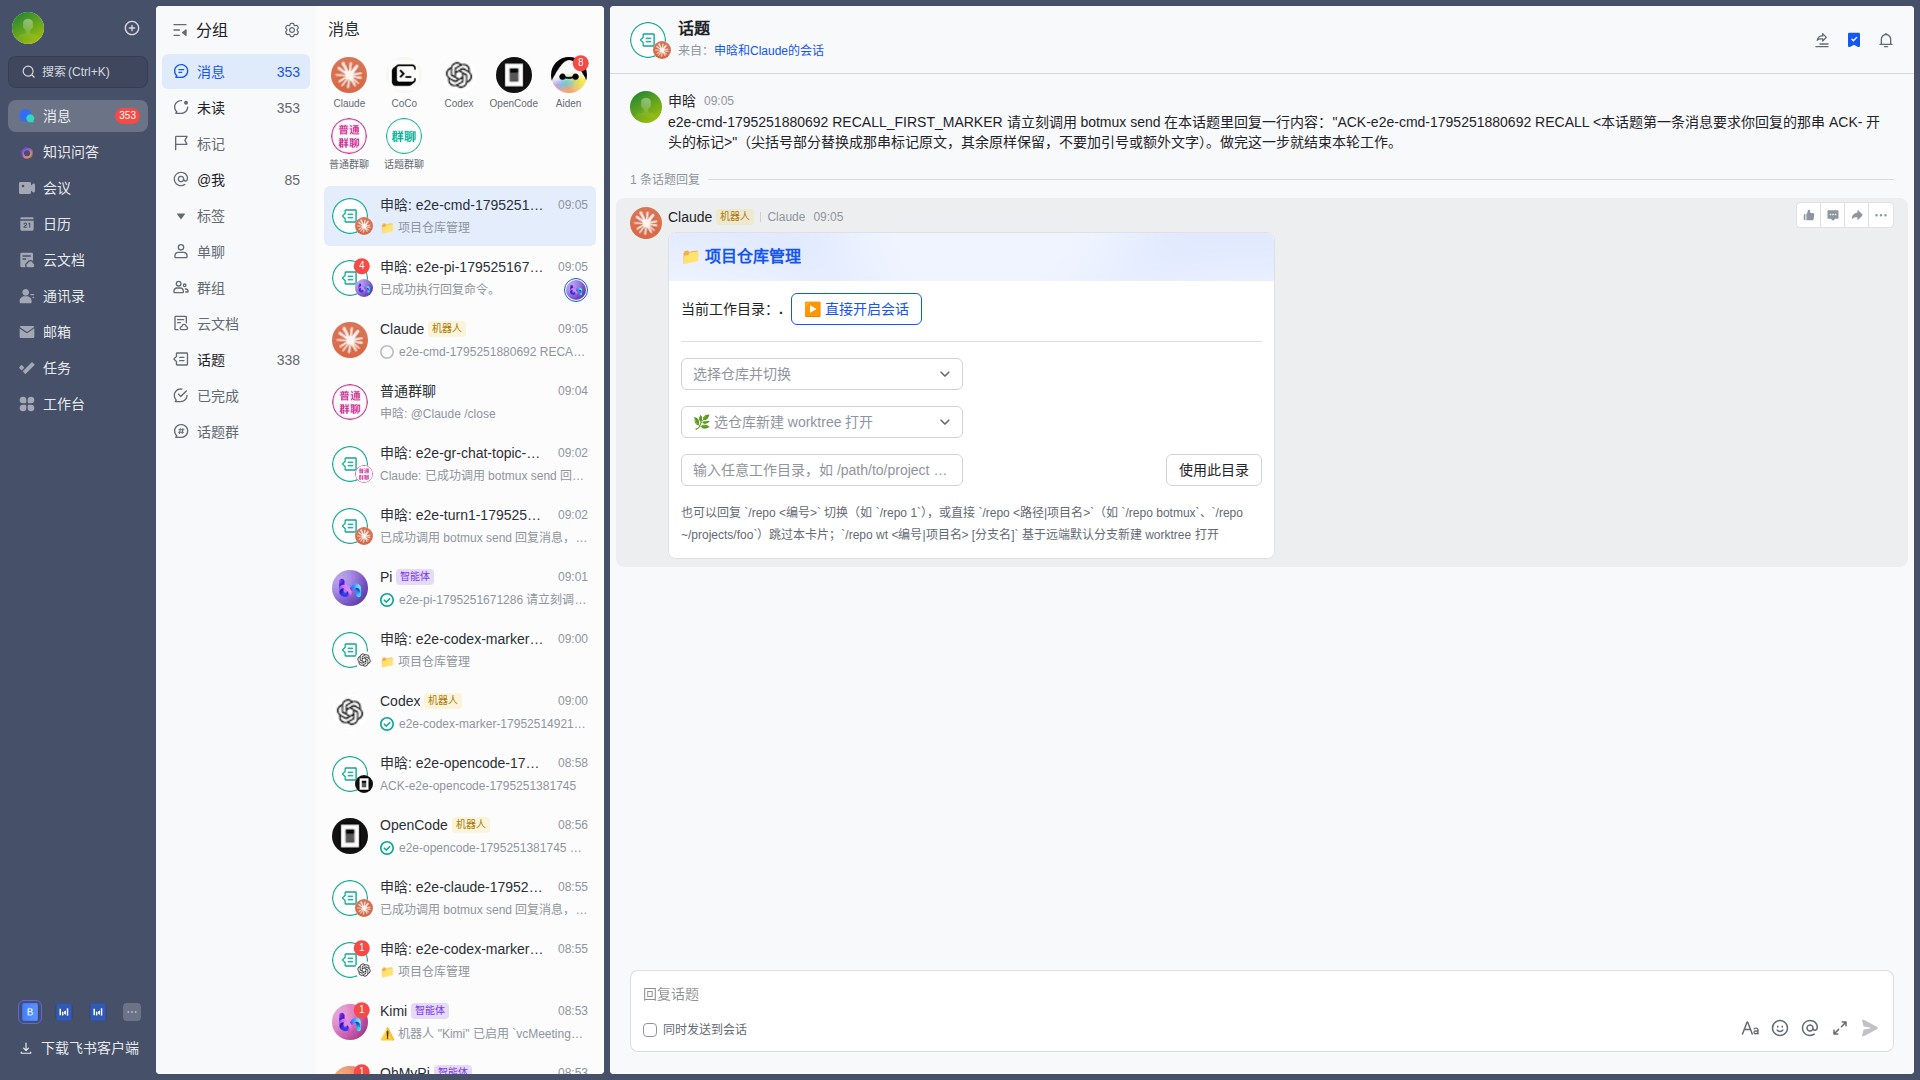 搜索 (Ctrl+K)
消息 353
知识问答
会议
日历
云文档
通讯录
邮箱
任务
工作台
下载飞书客户端
分组
消息 353
未读 353
标记
@我 85
标签
单聊
群组
云文档
话题 338
已完成
话题群
消息
Claude CoCo Codex OpenCode Aiden 8
普通群聊 群聊
普通群聊 话题群聊
申晗: e2e-cmd-1795251... 09:05
📁 项目仓库管理
4 申晗: e2e-pi-179525167... 09:05
已成功执行回复命令。
Claude 机器人 09:05
e2e-cmd-1795251880692 RECA...
普通群聊 普通群聊 09:04
申晗: @Claude /close
申晗: e2e-gr-chat-topic-... 09:02
Claude: 已成功调用 botmux send 回...
申晗: e2e-turn1-179525... 09:02
已成功调用 botmux send 回复消息，...
Pi 智能体 09:01
e2e-pi-1795251671286 请立刻调...
申晗: e2e-codex-marker... 09:00
📁 项目仓库管理
Codex 机器人 09:00
e2e-codex-marker-17952514921...
申晗: e2e-opencode-17... 08:58
ACK-e2e-opencode-1795251381745
OpenCode 机器人 08:56
e2e-opencode-1795251381745 ...
申晗: e2e-claude-17952... 08:55
已成功调用 botmux send 回复消息，...
1 申晗: e2e-codex-marker... 08:55
📁 项目仓库管理
1 Kimi 智能体 08:53
⚠️ 机器人 "Kimi" 已启用 `vcMeeting...
1 OhMyPi 智能体 08:53
话题
来自：申晗和Claude的会话
申晗 09:05
e2e-cmd-1795251880692 RECALL_FIRST_MARKER 请立刻调用 botmux send 在本话题里回复一行内容："ACK-e2e-cmd-1795251880692 RECALL <本话题第一条消息要求你回复的那串 ACK- 开
头的标记>"（尖括号部分替换成那串标记原文，其余原样保留，不要加引号或额外文字）。做完这一步就结束本轮工作。
1 条话题回复
Claude 机器人 | Claude 09:05
📁 项目仓库管理
当前工作目录：. ▶️ 直接开启会话
选择仓库并切换
🌿 选仓库新建 worktree 打开
输入任意工作目录，如 /path/to/project ... 使用此目录
也可以回复 `/repo <编号>` 切换（如 `/repo 1`），或直接 `/repo <路径|项目名>`（如 `/repo botmux`、`/repo
~/projects/foo`）跳过本卡片；`/repo wt <编号|项目名> [分支名]` 基于远端默认分支新建 worktree 打开
回复话题
同时发送到会话